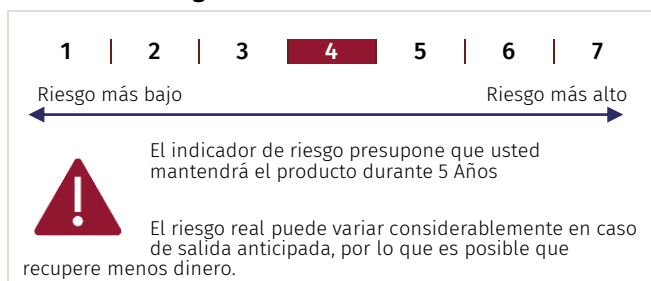 1 | 2 | 3 | 4 | 5 | 6 | 7
Riesgo más bajo Riesgo más alto
El indicador de riesgo presupone que usted
mantendrá el producto durante 5 Años
El riesgo real puede variar considerablemente en caso
de salida anticipada, por lo que es posible que
recupere menos dinero.